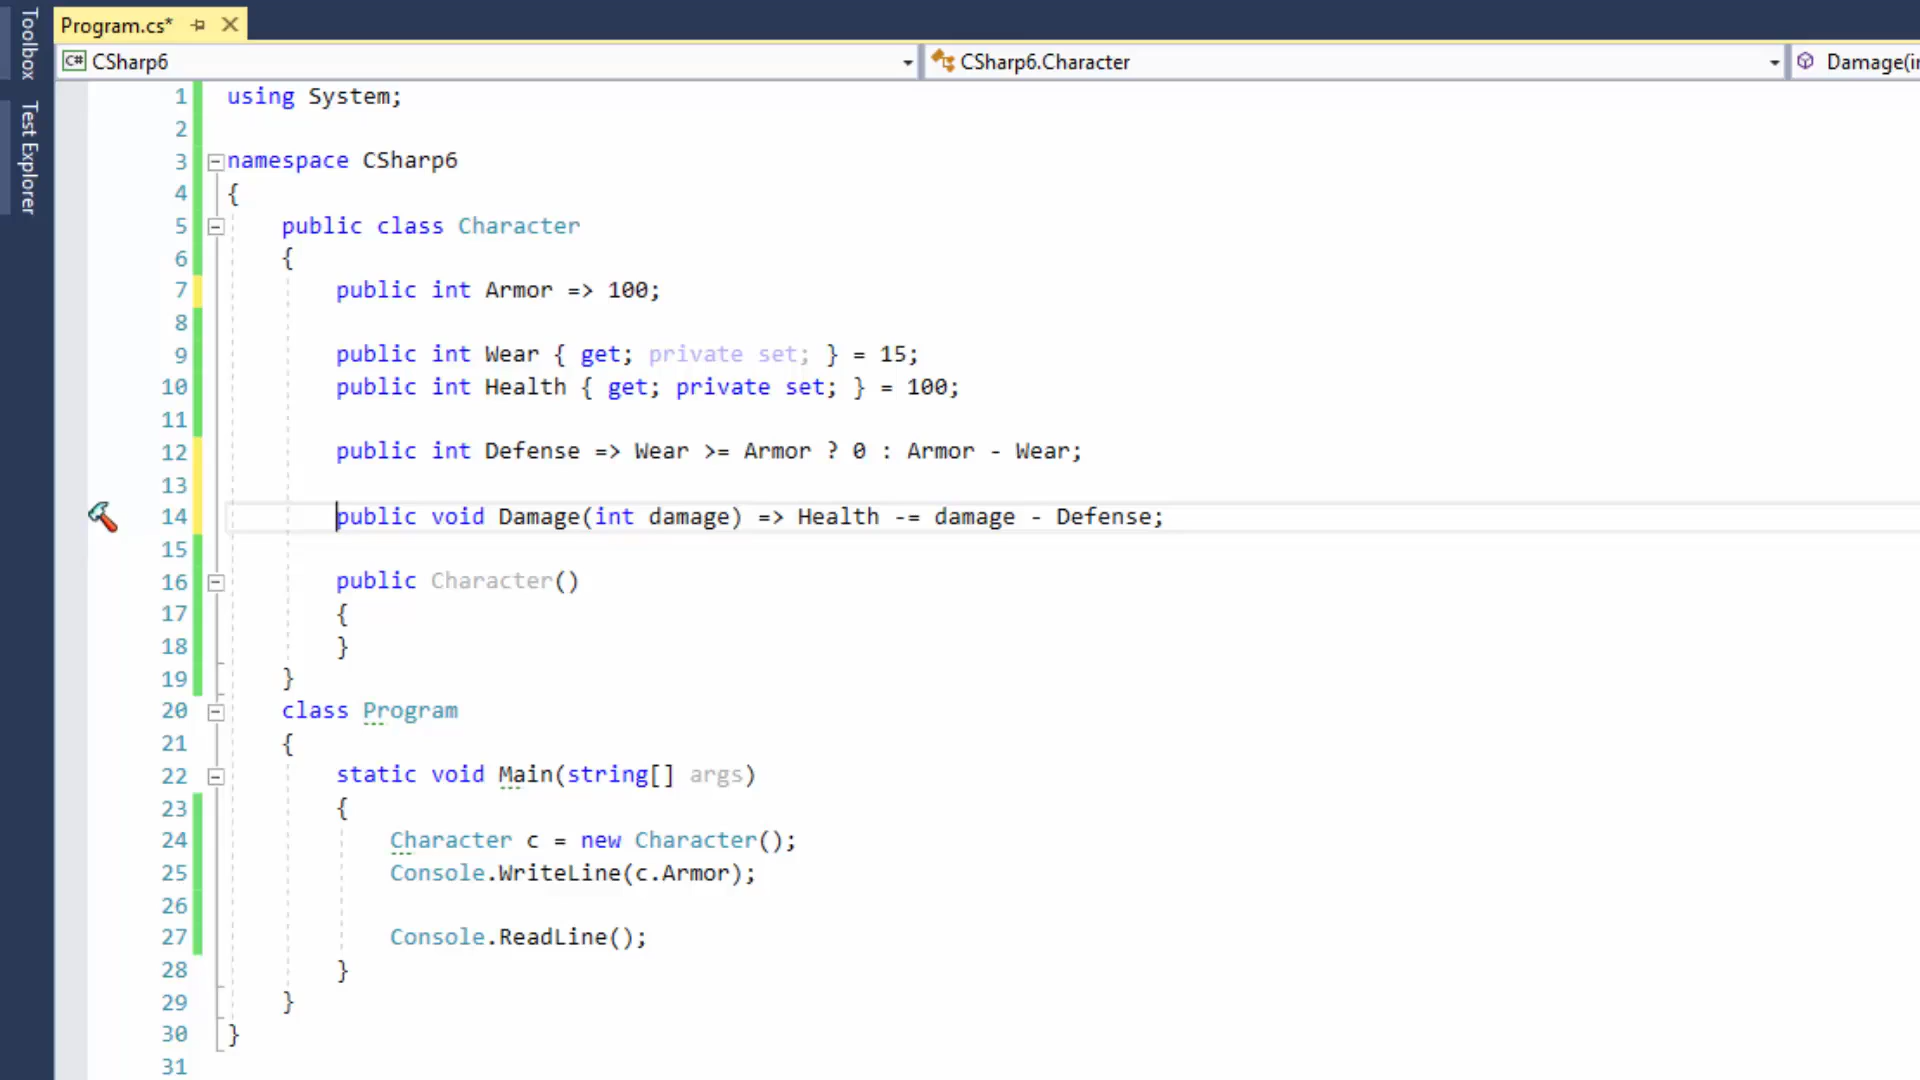 Toolbox
Test Explorer
Program.cs*
C# CSharp6
CSharp6.Character
Damage(in
1 using System;
2
3 namespace CSharp6
4 {
5 public class Character
6 {
7 public int Armor => 100;
8
9 public int Wear { get; private set; } = 15;
10 public int Health { get; private set; } = 100;
11
12 public int Defense => Wear >= Armor ? 0 : Armor - Wear;
13
14 public void Damage(int damage) => Health -= damage - Defense;
15
16 public Character()
17 {
18 }
19 }
20 class Program
21 {
22 static void Main(string[] args)
23 {
24 Character c = new Character();
25 Console.WriteLine(c.Armor);
26
27 Console.ReadLine();
28 }
29 }
30 }
31